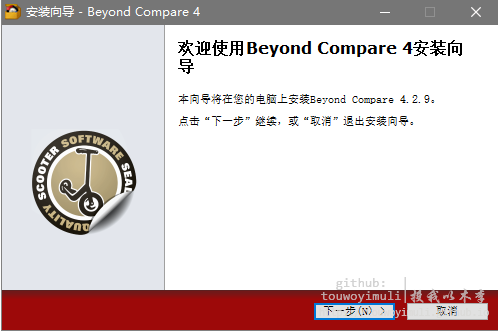 安装向导 - Beyond Compare 4
欢迎使用Beyond Compare 4安装向
导
本向导将在您的电脑上安装Beyond Compare 4.2.9。
点击“下一步”继续，或“取消”退出安装向导。
SCOOTER SOFTWARE SEAL
QUALITY
github:
touwoyimuli|投我以木李
下一步(N) >
取消